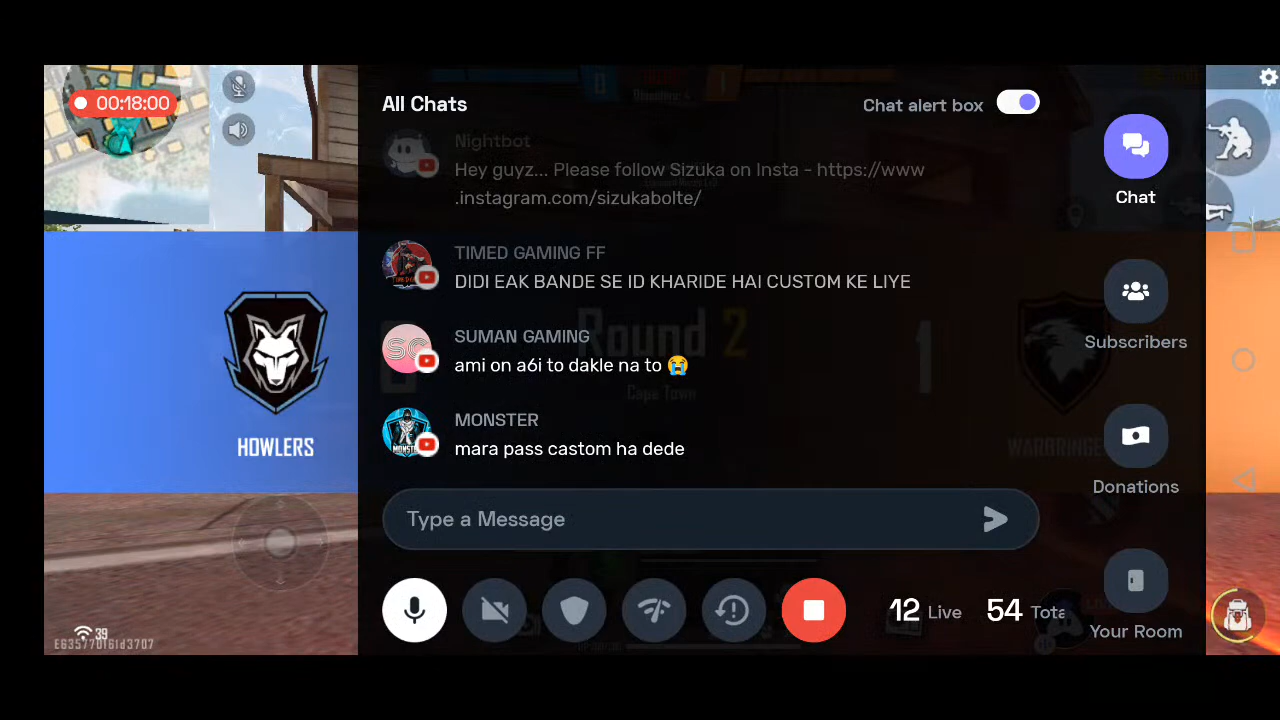 00:18:00
All Chats
Chat alert box
Nightbot
Hey guyz... Please follow Sizuka on Insta - https://www
.instagram.com/sizukabolte/
Chat
TIMED GAMING FF
DIDI EAK BANDE SE ID KHARIDE HAI CUSTOM KE LIYE
SUMAN GAMING
ami on a6i to dakle na to 😭
Round 2
1
Cape Town
Subscribers
MONSTER
mara pass castom ha dede
HOWLERS
WARBRINGE
Donations
Type a Message
12 Live
54 Tota
Your Room
39